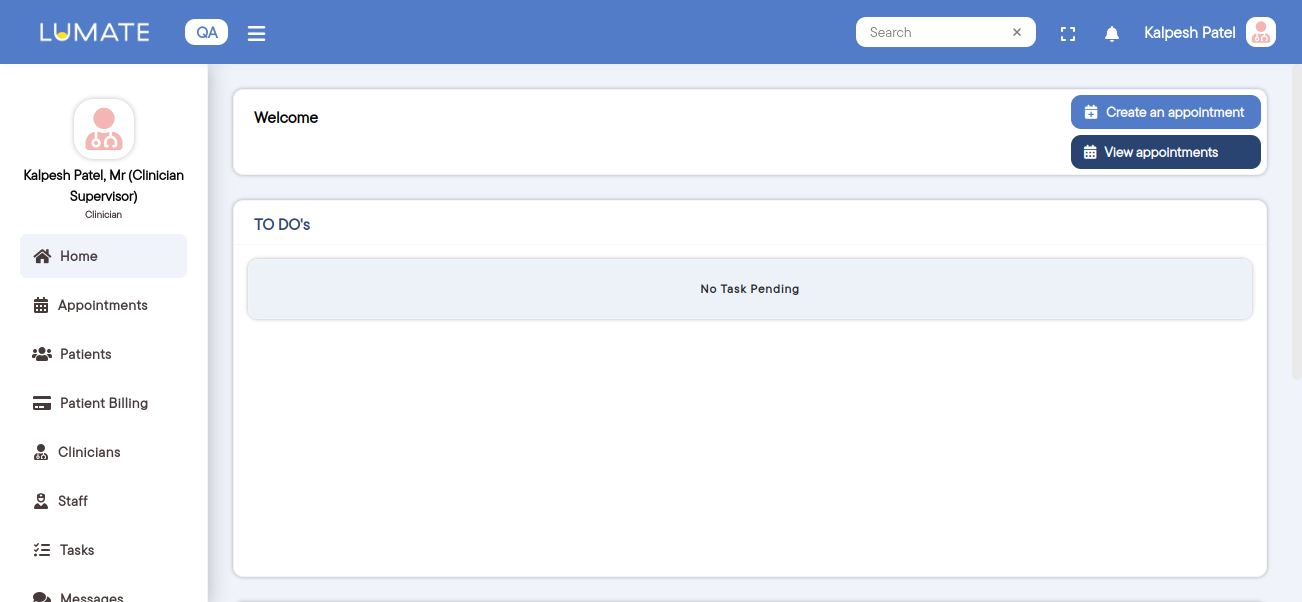 LUMATE
QA
Search
Kalpesh Patel
Kalpesh Patel, Mr (Clinician
Supervisor)
Clinician
Home
Appointments
Patients
Patient Billing
Clinicians
Staff
Tasks
Messages
Welcome
Create an appointment
View appointments
TO DO's
No Task Pending